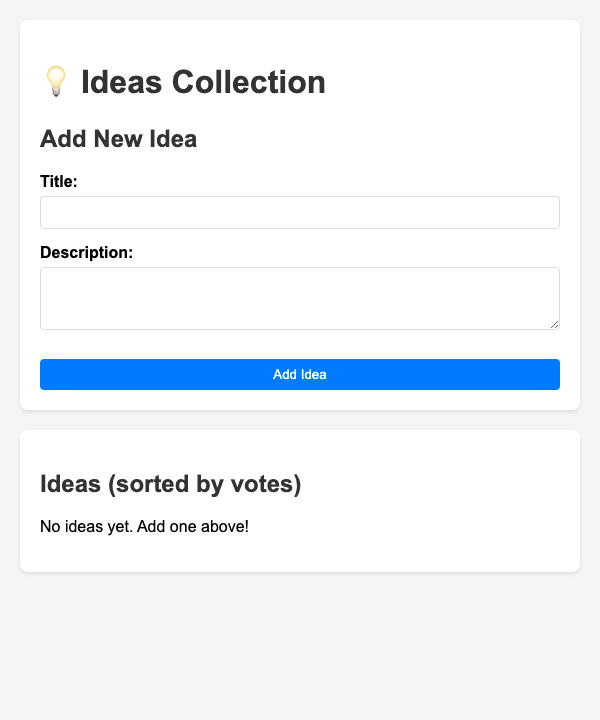 💡 Ideas Collection
Add New Idea
Title:
Description:
Add Idea
Ideas (sorted by votes)
No ideas yet. Add one above!